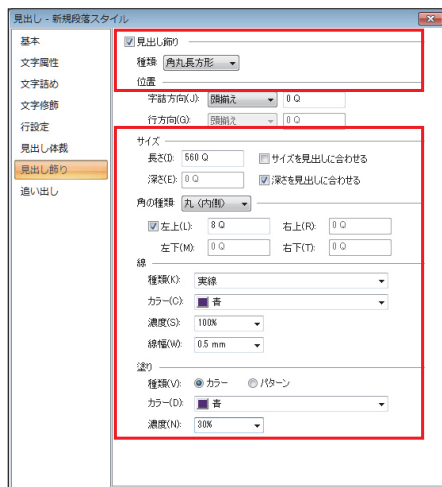 見出し - 新規段落スタイル
基本
文字属性
文字詰め
文字修飾
行設定
見出し体裁
見出し飾り
追い出し
見出し飾り
種類 角丸長方形
位置
字詰方向(J): 頭揃え 0 Q
行方向(G): 頭揃え 0 Q
サイズ
長さ(I): 560 Q サイズを見出しに合わせる
深さ(E): 0 Q 深さを見出しに合わせる
角の種類: 丸〈内側〉
左上(L): 8 Q 右上(R): 0 Q
左下(M): 0 Q 右下(T): 0 Q
線
種類(K): 実線
カラー(C): 青
濃度(S): 100%
線幅(W): 0.5 mm
塗り
種類(V): カラー パターン
カラー(D): 青
濃度(N): 30%